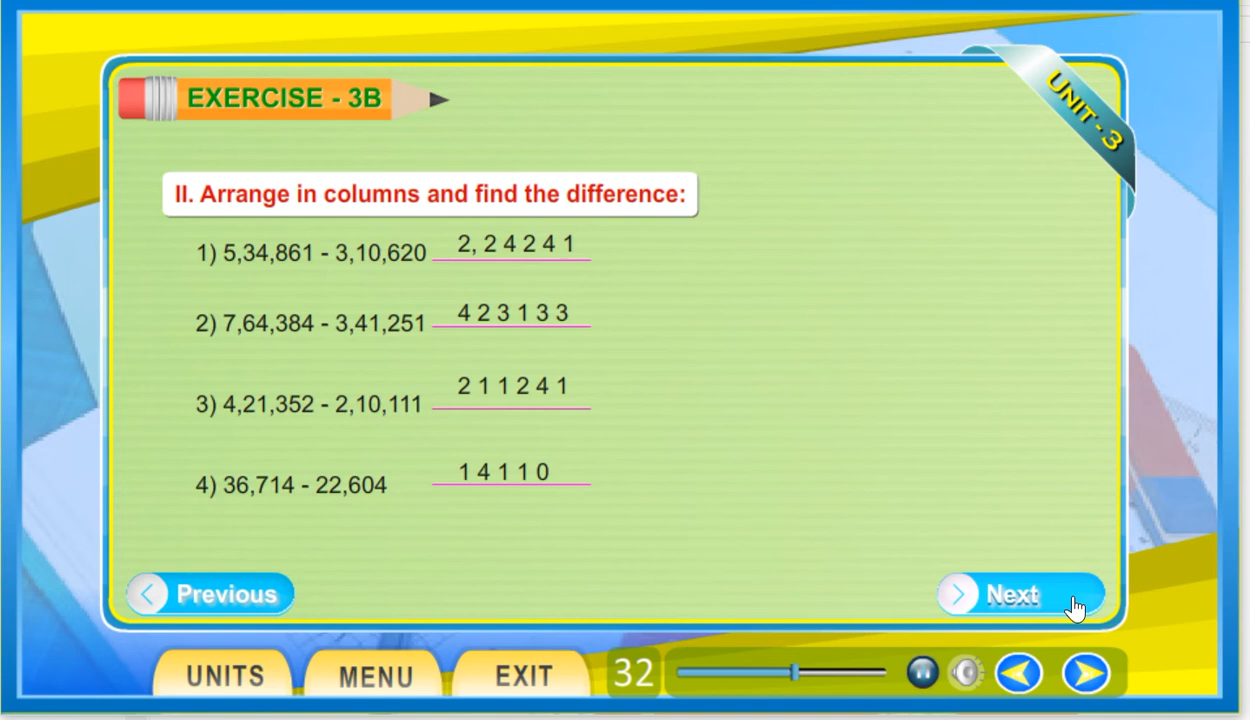 EXERCISE - 3B
UNIT - 3
II. Arrange in columns and find the difference:
1) 5,34,861 - 3,10,620 2, 2 4 2 4 1
2) 7,64,384 - 3,41,251 4 2 3 1 3 3
3) 4,21,352 - 2,10,111 2 1 1 2 4 1
4) 36,714 - 22,604 1 4 1 1 0
Previous
Next
UNITS MENU EXIT 32